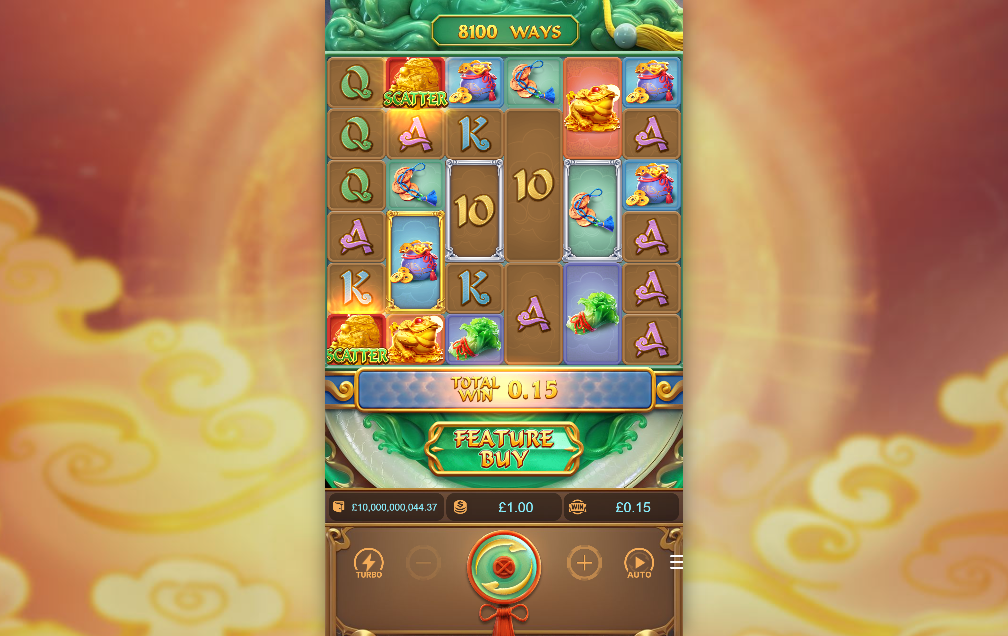 8100 WAYS
Q
SCATTER
Q
A
K
A
Q
10
10
A
A
K
K
A
A
SCATTER
A
TOTAL WIN 0.15
FEATURE
BUY
£10,000,000,044.37
£1.00
WIN
£0.15
TURBO
AUTO